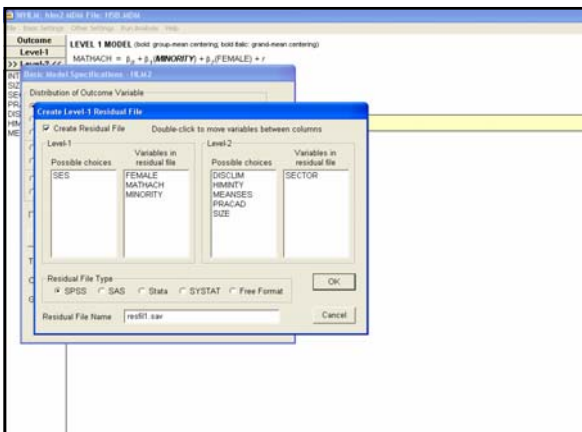 WHLM: hlm2 MDM File: HSB.MDM
File Basic Settings Other Settings Run Analysis Help
Outcome
Level-1
>> Level-2 <<
LEVEL 1 MODEL (bold: group-mean centering; bold italic: grand-mean centering)
MATHACH = β0 + β1(MINORITY) + β2(FEMALE) + r
Basic Model Specifications - HLM2
Distribution of Outcome Variable
Create Level-1 Residual File
Create Residual File
Double-click to move variables between columns
Level-1
Level-2
Possible choices
Variables in
residual file
Possible choices
Variables in
residual file
SES
FEMALE
MATHACH
MINORITY
DISCLIM
HIMINTY
MEANSES
PRACAD
SIZE
SECTOR
Residual File Type
SPSS SAS Stata SYSTAT Free Format
OK
Residual File Name resfil1.sav
Cancel